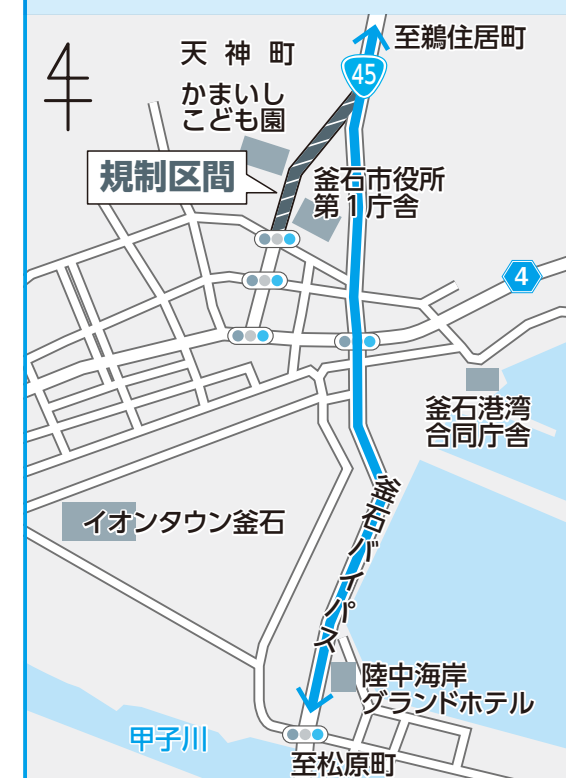 至鵜住居町
天神町
45
かまいし
こども園
規制区間
釜石市役所
第1庁舎
4
釜石港湾
合同庁舎
イオンタウン釜石
釜石バイパス
陸中海岸
グランドホテル
甲子川
至松原町